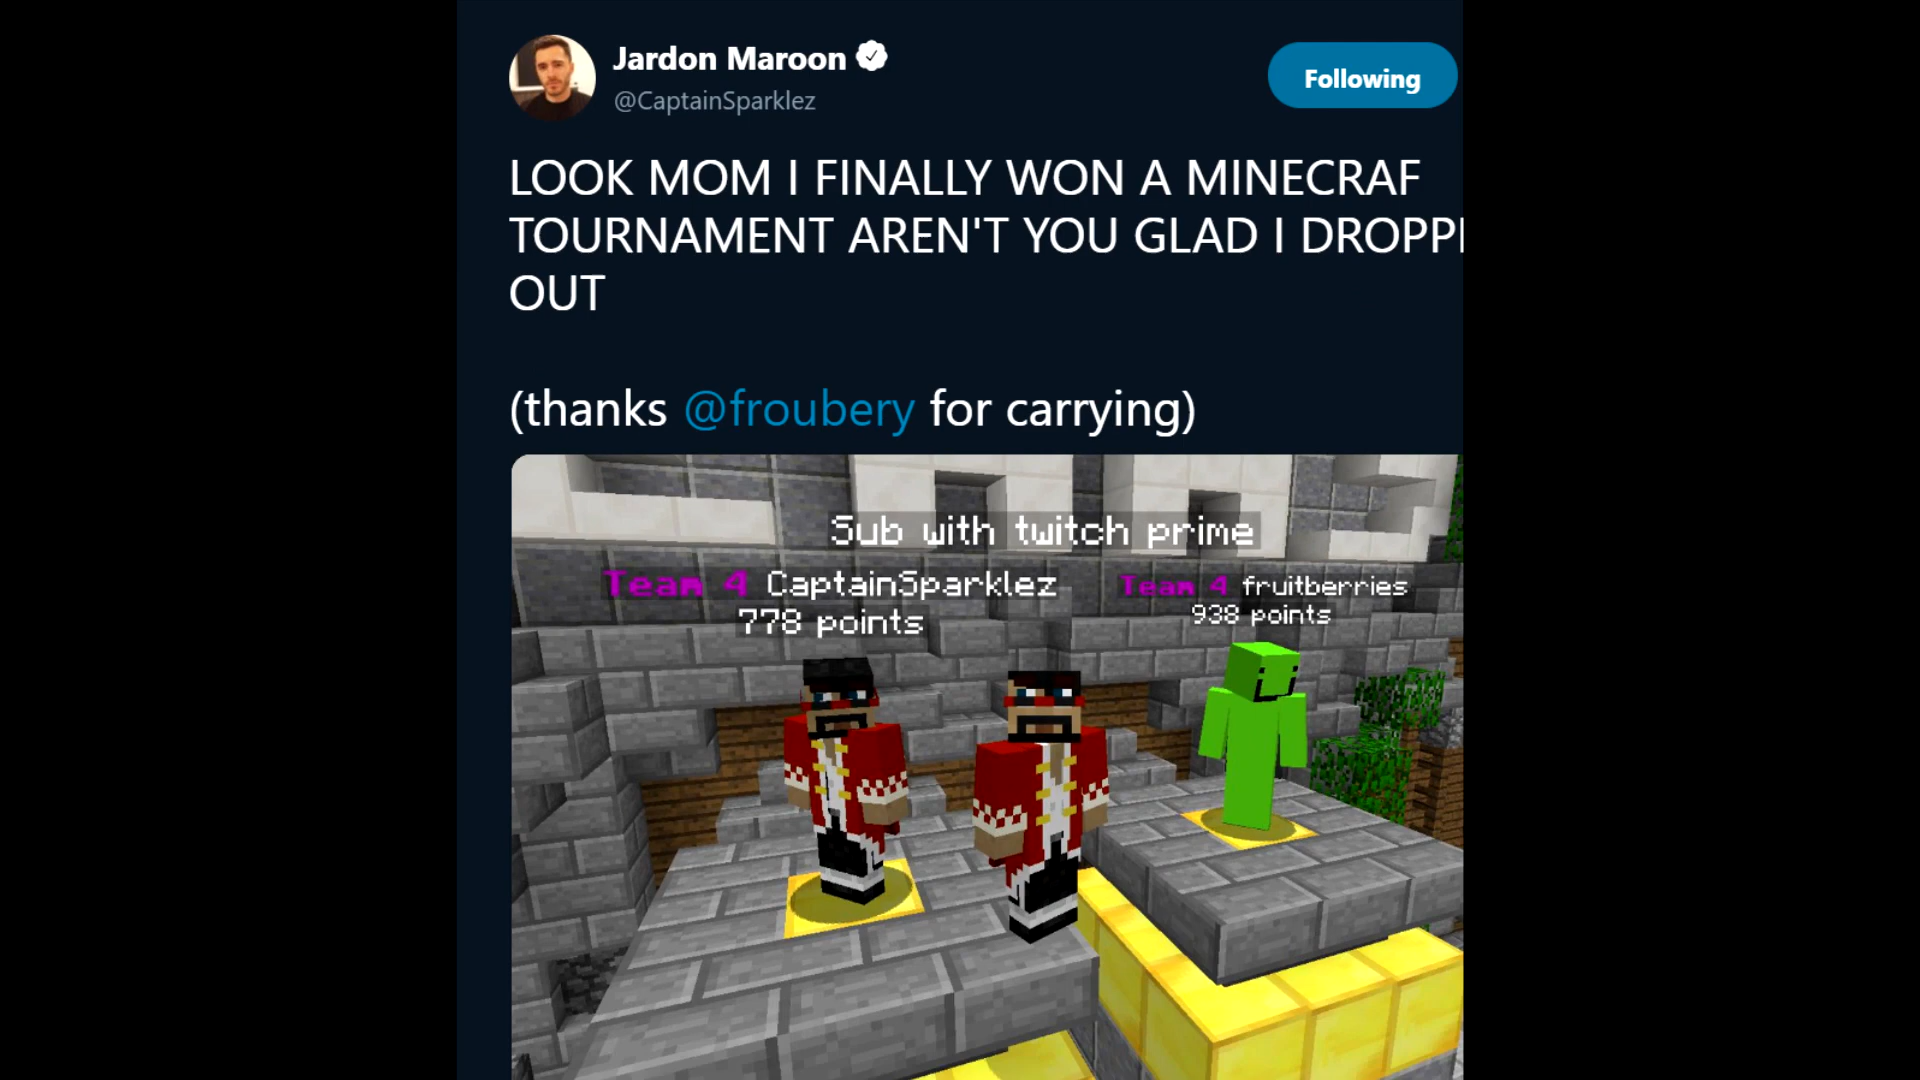 Jardon Maroon
@CaptainSparklez
Following
LOOK MOM I FINALLY WON A MINECRAF
TOURNAMENT AREN'T YOU GLAD I DROPP
OUT
(thanks @froubery for carrying)
Sub with twitch prime
Team 4 CaptainSparklez
778 points
Team 4 fruitberries
938 points